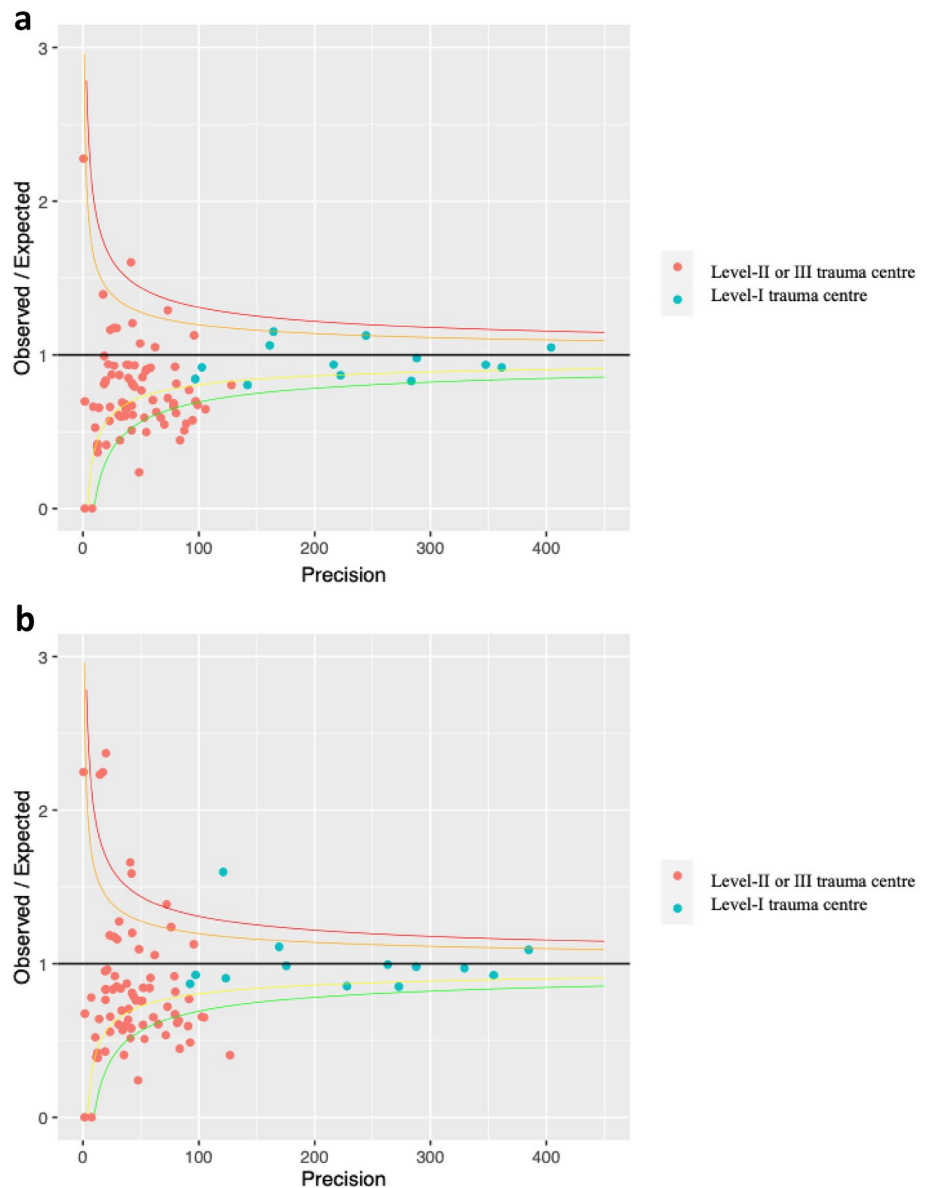 a
3
2
1
0
Observed / Expected
0 100 200 300 400
Precision
Level-II or III trauma centre
Level-I trauma centre
b
3
2
1
0
Observed / Expected
0 100 200 300 400
Precision
Level-II or III trauma centre
Level-I trauma centre